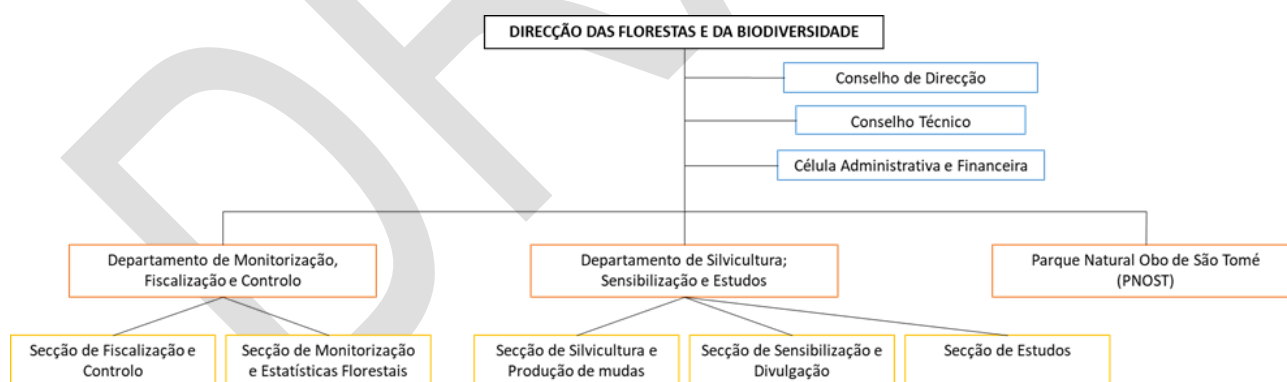 DIRECÇÃO DAS FLORESTAS E DA BIODIVERSIDADE
Conselho de Direcção
Conselho Técnico
Célula Administrativa e Financeira
Departamento de Monitorização,
Fiscalização e Controlo
Departamento de Silvicultura;
Sensibilização e Estudos
Parque Natural Obo de São Tomé
(PNOST)
Secção de Fiscalização e
Controlo
Secção de Monitorização
e Estatísticas Florestais
Secção de Silvicultura e
Produção de mudas
Secção de Sensibilização e
Divulgação
Secção de Estudos